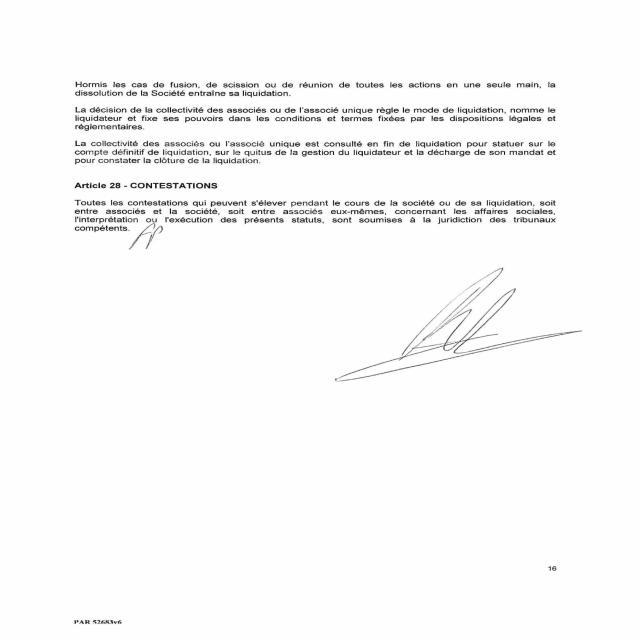 Hormis les cas de fusion, de scission ou de réunion de toutes les actions en une seule main, la
dissolution de la Société entraîne sa liquidation.
La décision de la collectivité des associés ou de l'associé unique règle le mode de liquidation, nomme le
liquidateur et fixe ses pouvoirs dans les conditions et termes fixées par les dispositions légales et
réglementaires.
La collectivité des associés ou l'associé unique est consulté en fin de liquidation pour statuer sur le
compte définitif de liquidation, sur le quitus de la gestion du liquidateur et la décharge de son mandat et
pour constater la clôture de la liquidation.
Article 28 - CONTESTATIONS
Toutes les contestations qui peuvent s'élever pendant le cours de la société ou de sa liquidation, soit
entre associés et la société, soit entre associés eux-mêmes, concernant les affaires sociales,
l'interprétation ou l'exécution des présents statuts, sont soumises à la juridiction des tribunaux
compétents.
16
PAR 52683v6